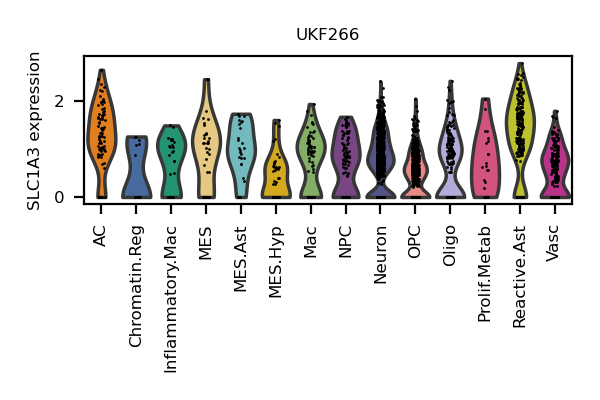 UKF266
SLC1A3 expression
2
0
AC
Chromatin.Reg
Inflammatory.Mac
MES
MES.Ast
MES.Hyp
Mac
NPC
Neuron
OPC
Oligo
Prolif.Metab
Reactive.Ast
Vasc